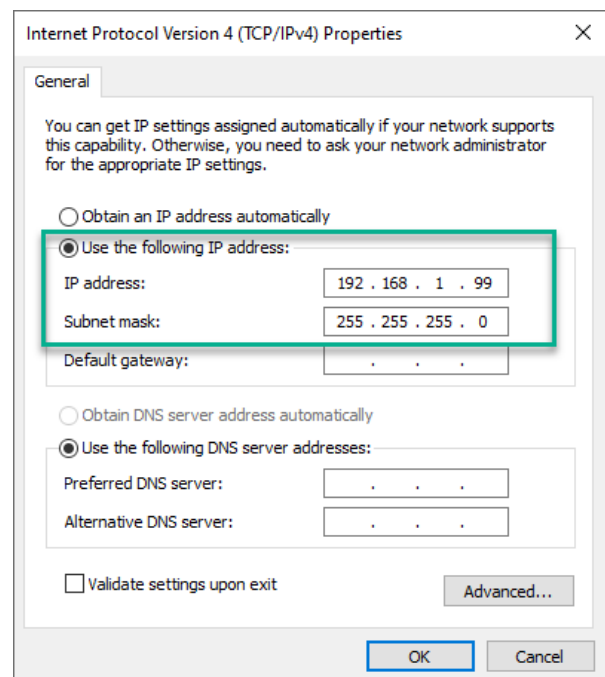 Internet Protocol Version 4 (TCP/IPv4) Properties
General
You can get IP settings assigned automatically if your network supports
this capability. Otherwise, you need to ask your network administrator
for the appropriate IP settings.
Obtain an IP address automatically
Use the following IP address:
IP address: 192 . 168 . 1 . 99
Subnet mask: 255 . 255 . 255 . 0
Default gateway: . . .
Obtain DNS server address automatically
Use the following DNS server addresses:
Preferred DNS server: . . .
Alternative DNS server: . . .
Validate settings upon exit
Advanced...
OK Cancel